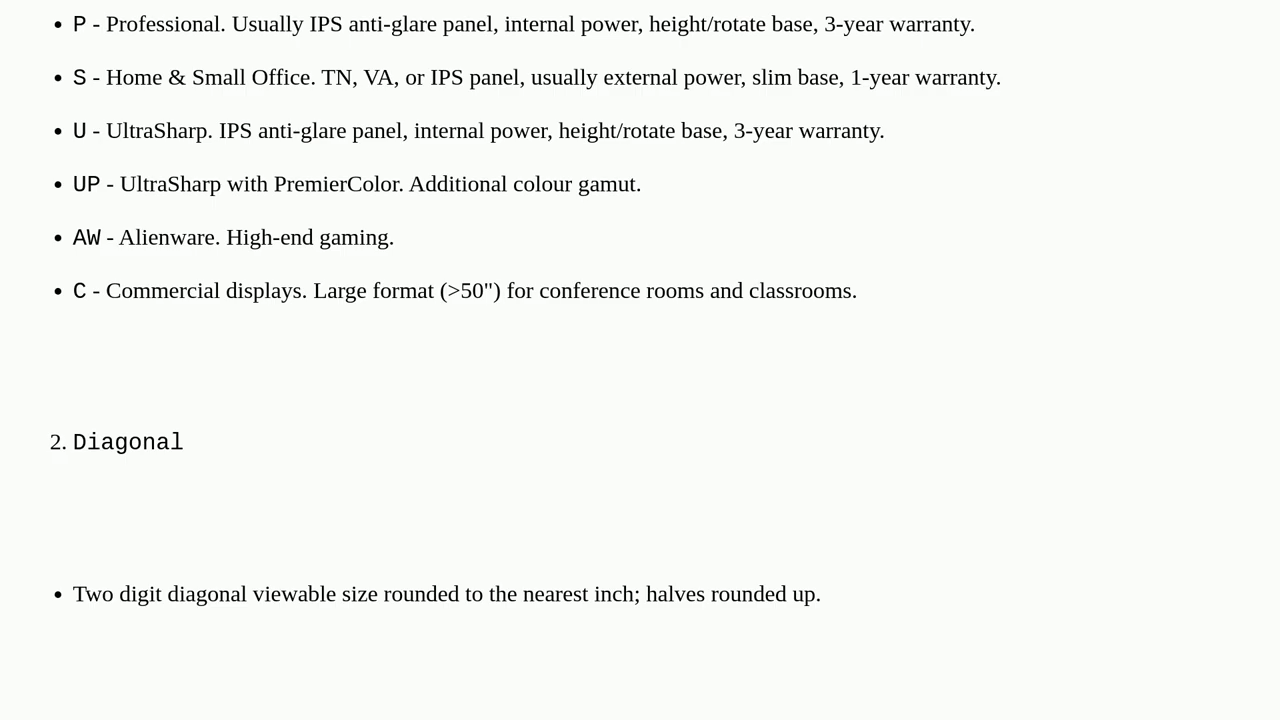 • P - Professional. Usually IPS anti-glare panel, internal power, height/rotate base, 3-year warranty.
• S - Home & Small Office. TN, VA, or IPS panel, usually external power, slim base, 1-year warranty.
• U - UltraSharp. IPS anti-glare panel, internal power, height/rotate base, 3-year warranty.
• UP - UltraSharp with PremierColor. Additional colour gamut.
• AW - Alienware. High-end gaming.
• C - Commercial displays. Large format (>50") for conference rooms and classrooms.
2. Diagonal
• Two digit diagonal viewable size rounded to the nearest inch; halves rounded up.